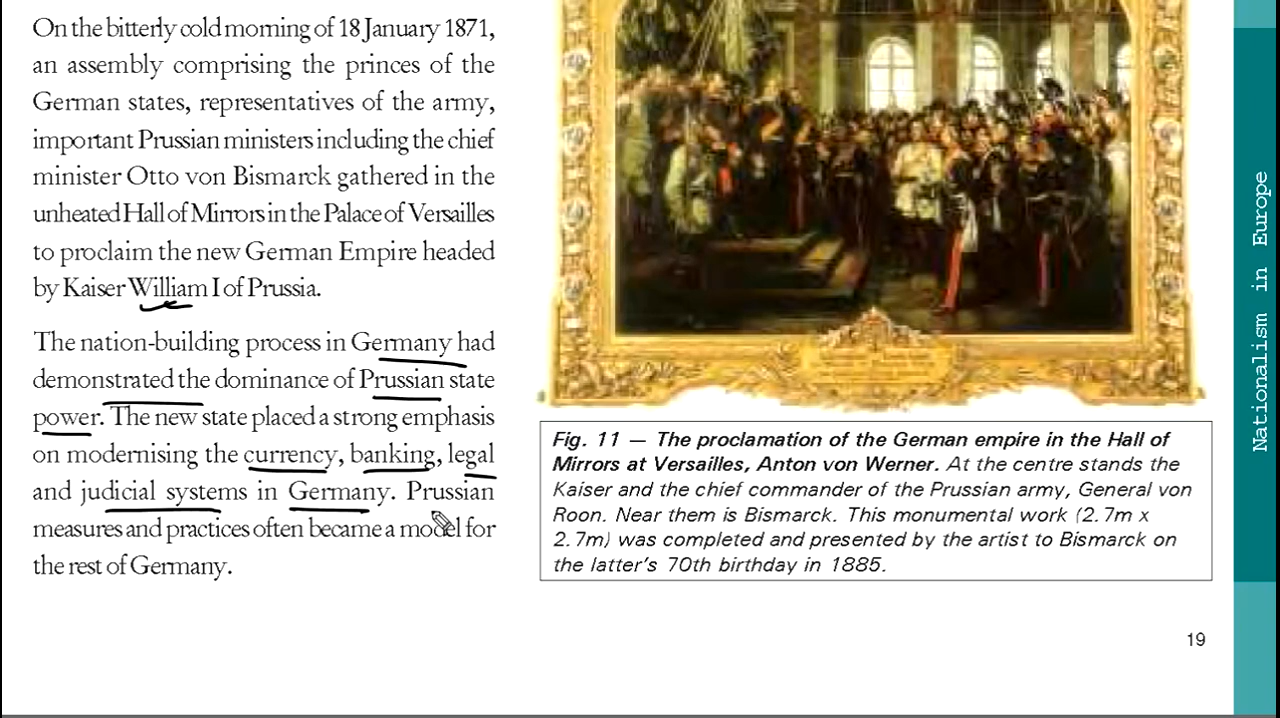 On the bitterly cold morning of 18 January 1871,
an assembly comprising the princes of the
German states, representatives of the army,
important Prussian ministers including the chief
minister Otto von Bismarck gathered in the
unheated Hall of Mirrors in the Palace of Versailles
to proclaim the new German Empire headed
by Kaiser William I of Prussia.
The nation-building process in Germany had
demonstrated the dominance of Prussian state
power. The new state placed a strong emphasis
on modernising the currency, banking, legal
and judicial systems in Germany. Prussian
measures and practices often became a model for
the rest of Germany.
Fig. 11 — The proclamation of the German empire in the Hall of
Mirrors at Versailles, Anton von Werner. At the centre stands the
Kaiser and the chief commander of the Prussian army, General von
Roon. Near them is Bismarck. This monumental work (2.7m x
2.7m) was completed and presented by the artist to Bismarck on
the latter's 70th birthday in 1885.
19
Nationalism in Europe